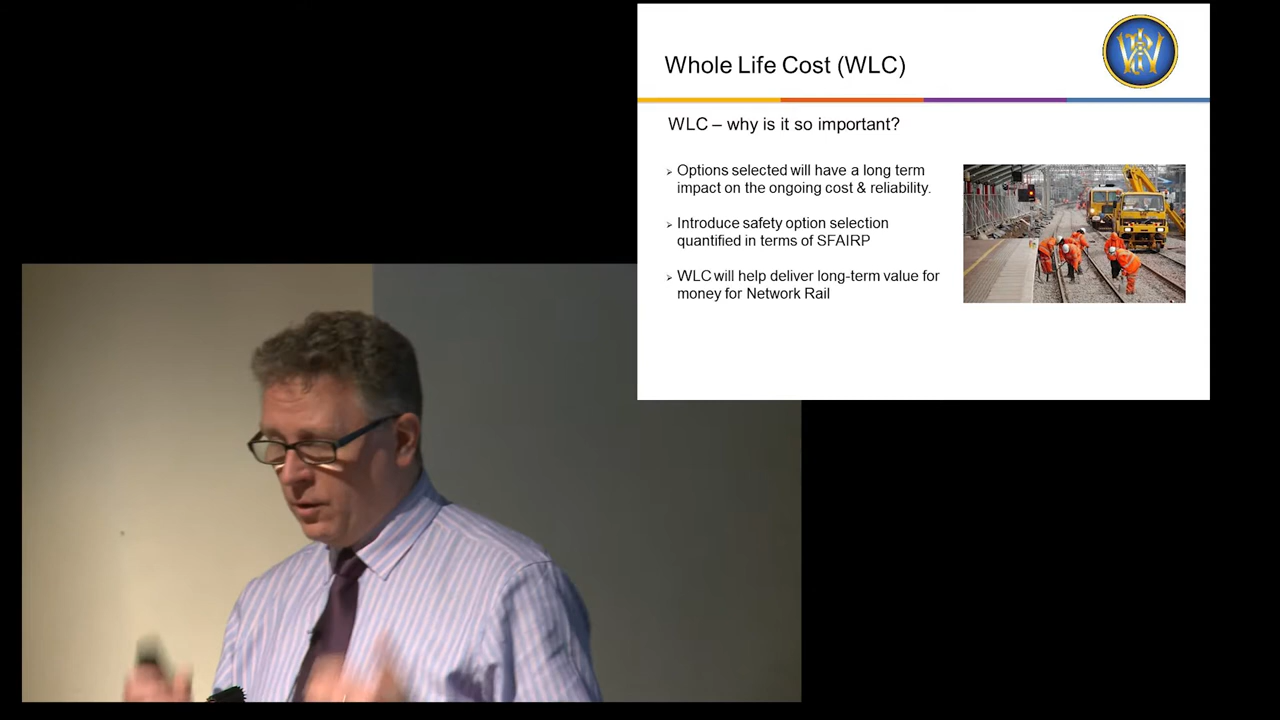 Whole Life Cost (WLC)
WLC – why is it so important?
➢ Options selected will have a long term
impact on the ongoing cost & reliability.
➢ Introduce safety option selection
quantified in terms of SFAIRP
➢ WLC will help deliver long-term value for
money for Network Rail